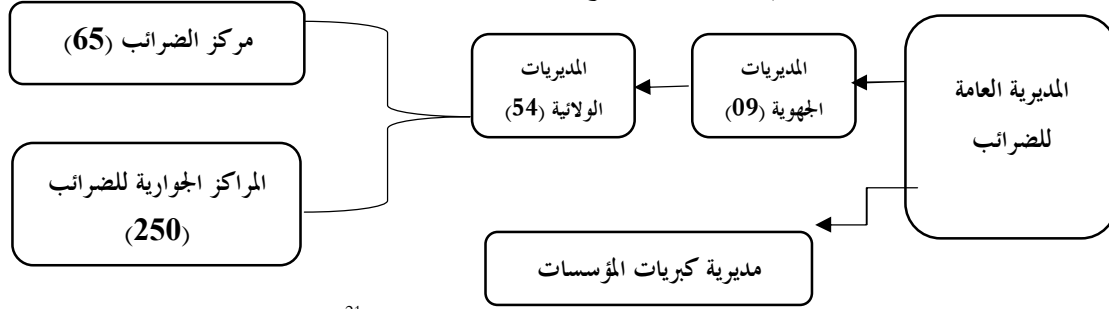 المديرية العامة
للضرائب
المديريات
الجهوية (09)
المديريات
الولائية (54)
مركز الضرائب (65)
المراكز الجوارية للضرائب
(250)
مديرية كبريات المؤسسات